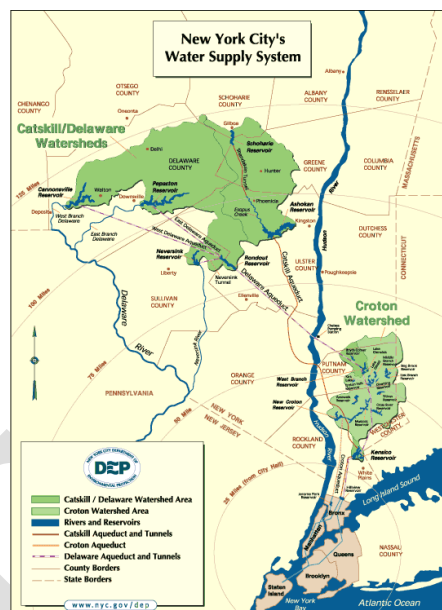 New York City's
Water Supply System
Albany
OTSEGO
COUNTY
SCHOHARIE
COUNTY
ALBANY
COUNTY
RENSSELAER
COUNTY
CHENANGO
COUNTY
Oneonta
Gilboa
MASSACHUSETTS
Catskill/Delaware
Watersheds
Schoharie
Reservoir
Delhi
DELAWARE
COUNTY
GREENE
COUNTY
COLUMBIA
COUNTY
River
Hunter
Cannonsville
Reservoir
Pepacton
Reservoir
Walton
Downsville
Phoenicia
Esopus
Creek
Ashokan
Reservoir
125 Miles
Deposit
West Branch
Delaware
Kingston
East Branch
Delaware
East Delaware Aqueduct
West Delaware Aqueduct
DUTCHESS
COUNTY
CONNECTICUT
Neversink
Reservoir
Rondout
Reservoir
ULSTER
COUNTY
Catskill Aqueduct
Hudson
Liberty
Neversink
Tunnel
Poughkeepsie
Delaware Aqueduct
100 Miles
Delaware
SULLIVAN
COUNTY
Ellenville
Croton
Watershed
River
75 Miles
PUTNAM
COUNTY
ORANGE
COUNTY
West Branch
Reservoir
PENNSYLVANIA
New Croton
Reservoir
50 Mile
NEW YORK
NEW JERSEY
WESTCHESTER
COUNTY
ROCKLAND
COUNTY
Kensico
Reservoir
White
Plains
25 Miles (from City Hall)
Long Island Sound
Bronx
Manhattan
NASSAU
COUNTY
Queens
Brooklyn
Staten
Island
New York
Bay
Atlantic Ocean
DEP
Catskill / Delaware Watershed Area
Croton Watershed Area
Rivers and Reservoirs
Catskill Aqueduct and Tunnels
Croton Aqueduct
Delaware Aqueduct and Tunnels
County Borders
State Borders
www.nyc.gov/dep